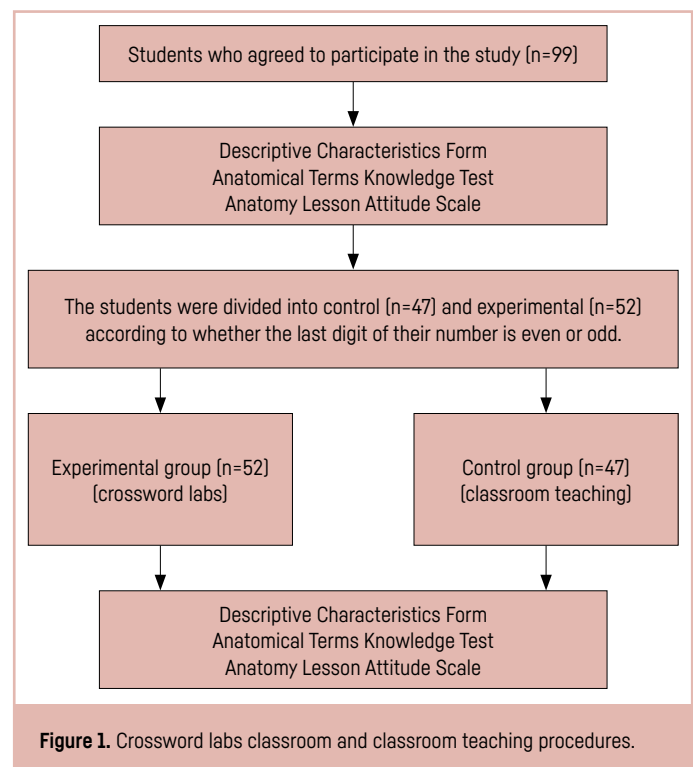 Students who agreed to participate in the study (n=99)
Descriptive Characteristics Form
Anatomical Terms Knowledge Test
Anatomy Lesson Attitude Scale
The students were divided into control (n=47) and experimental (n=52)
according to whether the last digit of their number is even or odd.
Experimental group (n=52)
(crossword labs)
Control group (n=47)
(classroom teaching)
Descriptive Characteristics Form
Anatomical Terms Knowledge Test
Anatomy Lesson Attitude Scale
Figure 1. Crossword labs classroom and classroom teaching procedures.